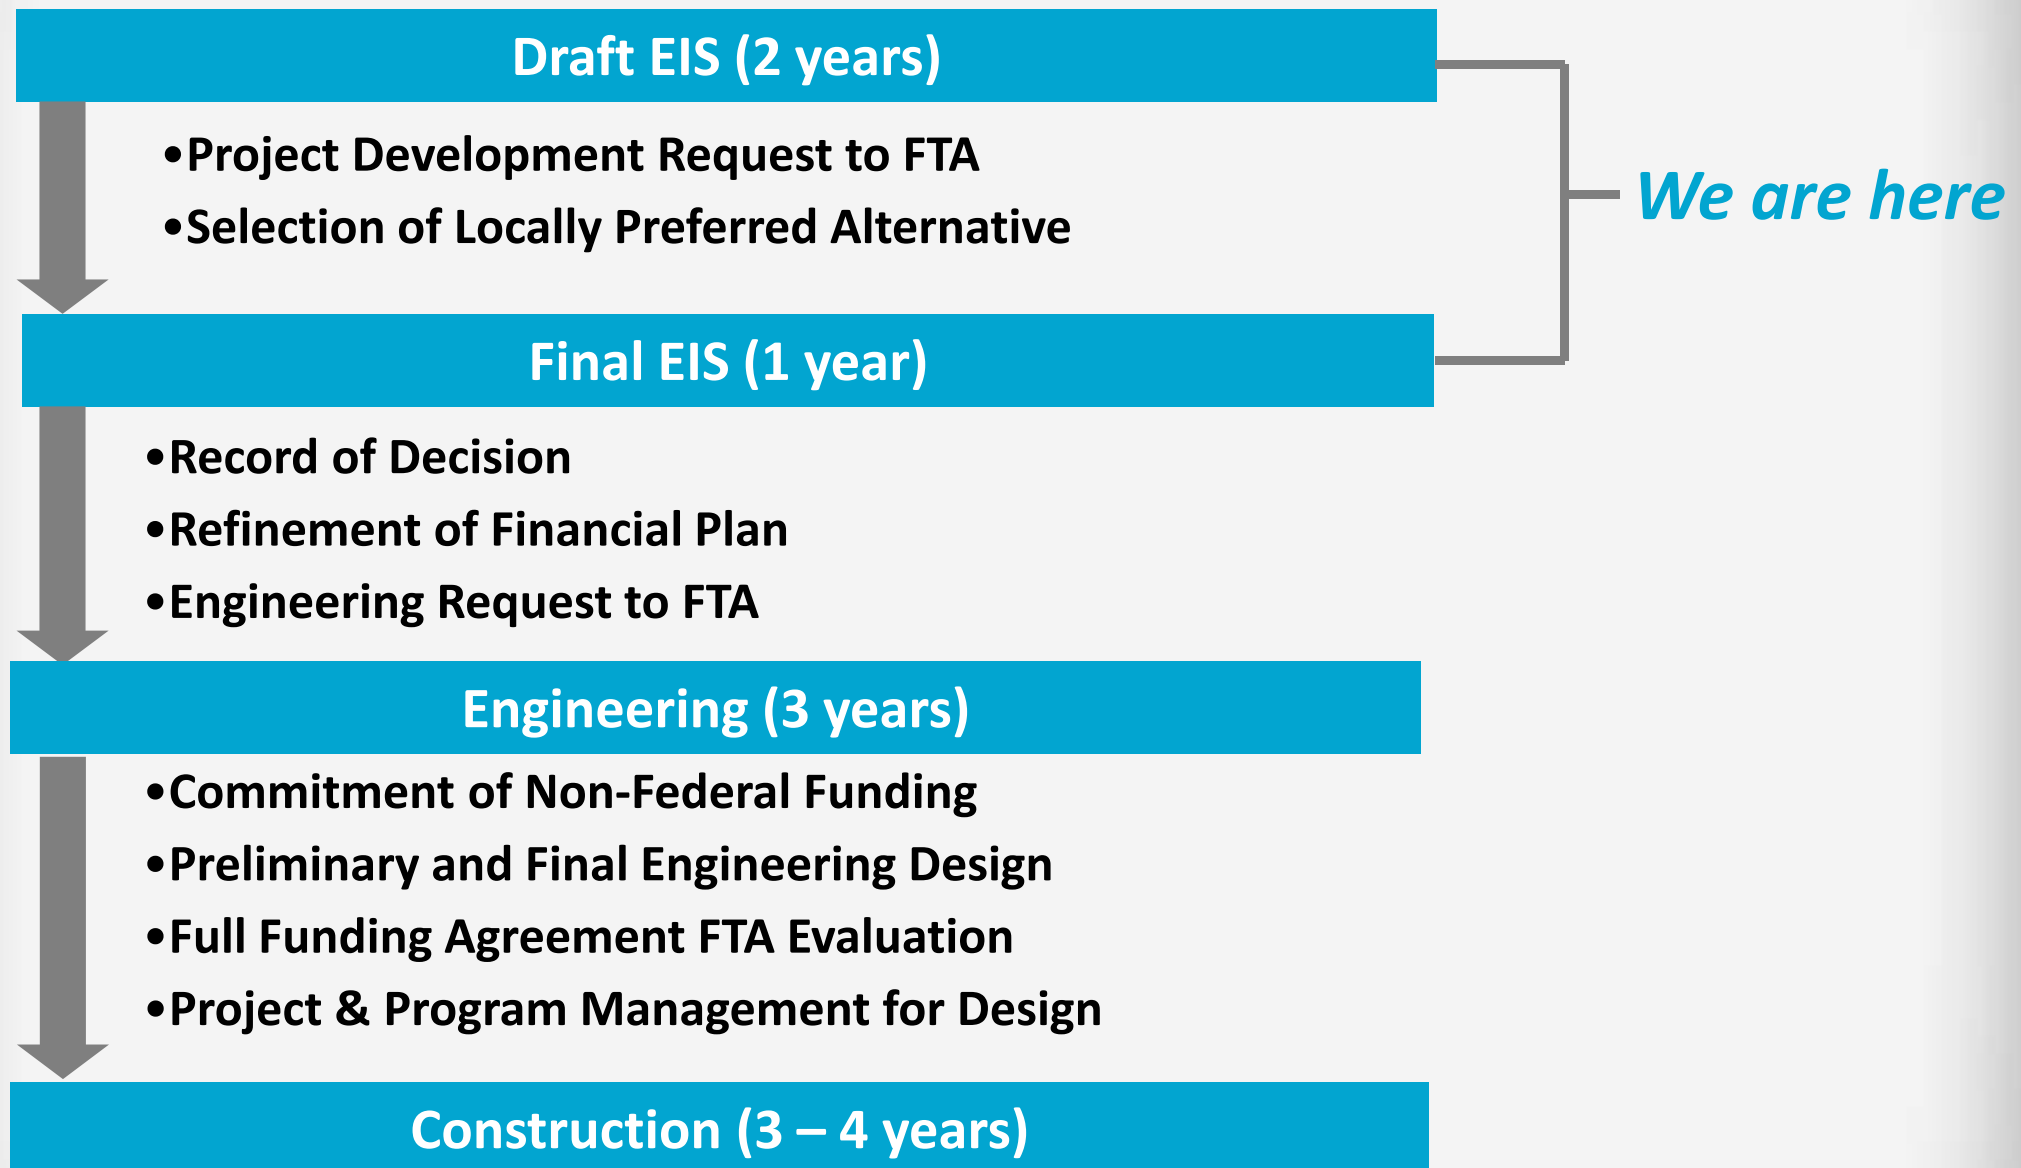 Draft EIS (2 years)
•Project Development Request to FTA
•Selection of Locally Preferred Alternative
We are here
Final EIS (1 year)
•Record of Decision
•Refinement of Financial Plan
•Engineering Request to FTA
Engineering (3 years)
•Commitment of Non-Federal Funding
•Preliminary and Final Engineering Design
•Full Funding Agreement FTA Evaluation
•Project & Program Management for Design
Construction (3 – 4 years)